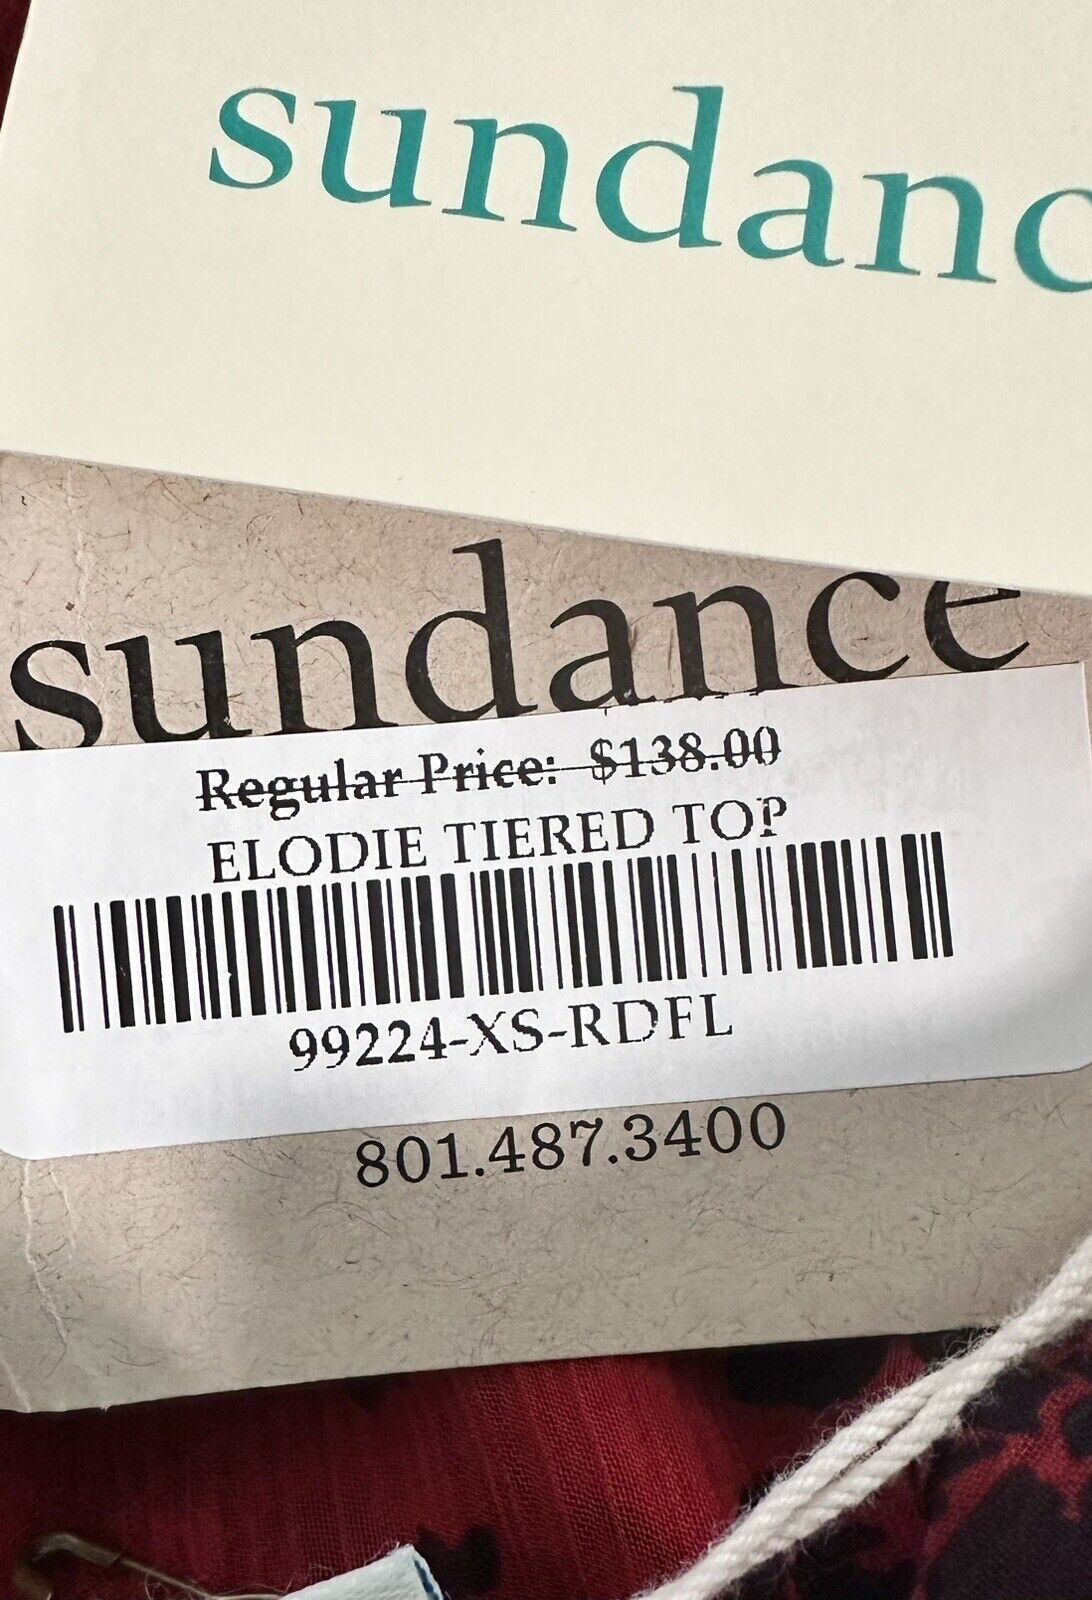 sundanc
sundance
Regular Price: $138.00
ELODIE TIERED TOP
99224-XS-RDFL
801.487.3400